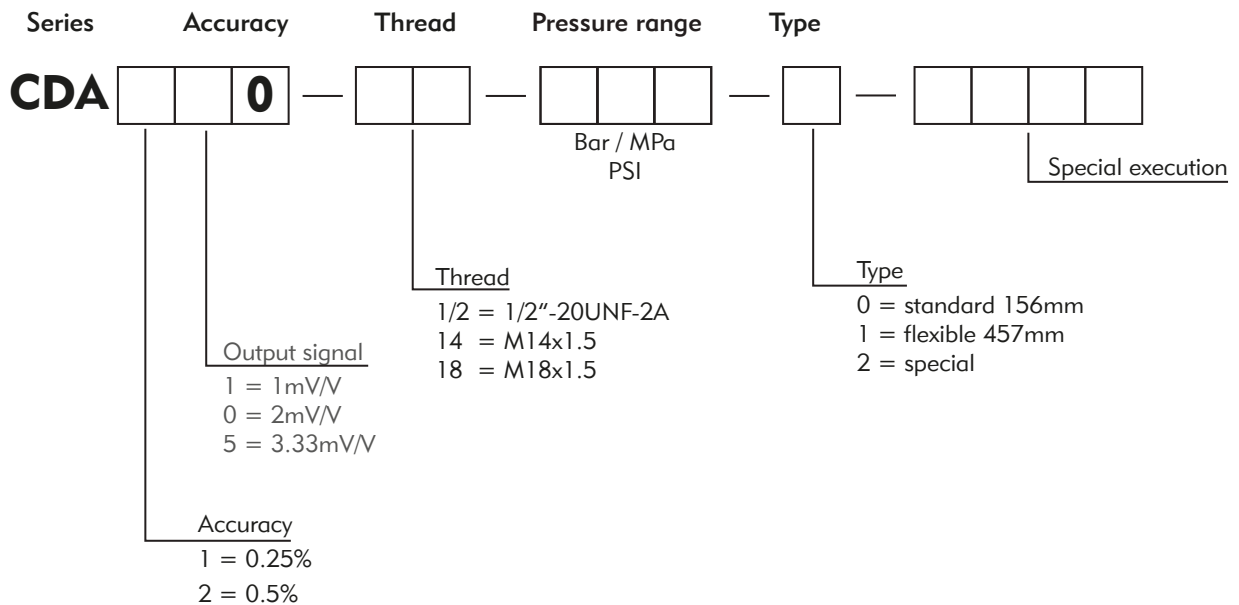 Series Accuracy Thread Pressure range Type
CDA 0
Bar / MPa
PSI
Special execution
Thread
1/2 = 1/2"-20UNF-2A
14 = M14x1.5
18 = M18x1.5
Type
0 = standard 156mm
1 = flexible 457mm
2 = special
Output signal
1 = 1mV/V
0 = 2mV/V
5 = 3.33mV/V
Accuracy
1 = 0.25%
2 = 0.5%